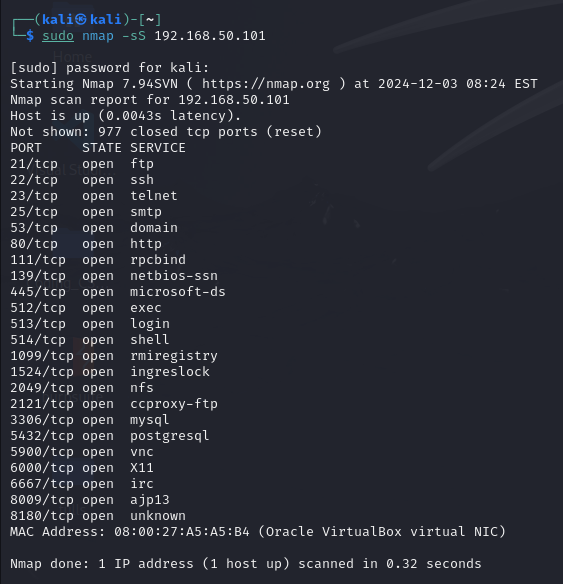 ┌──(kali㉿kali)-[~]
└─$ sudo nmap -sS 192.168.50.101
[sudo] password for kali:
Starting Nmap 7.94SVN ( https://nmap.org ) at 2024-12-03 08:24 EST
Nmap scan report for 192.168.50.101
Host is up (0.0043s latency).
Not shown: 977 closed tcp ports (reset)
PORT     STATE SERVICE
21/tcp   open  ftp
22/tcp   open  ssh
23/tcp   open  telnet
25/tcp   open  smtp
53/tcp   open  domain
80/tcp   open  http
111/tcp  open  rpcbind
139/tcp  open  netbios-ssn
445/tcp  open  microsoft-ds
512/tcp  open  exec
513/tcp  open  login
514/tcp  open  shell
1099/tcp open  rmiregistry
1524/tcp open  ingreslock
2049/tcp open  nfs
2121/tcp open  ccproxy-ftp
3306/tcp open  mysql
5432/tcp open  postgresql
5900/tcp open  vnc
6000/tcp open  X11
6667/tcp open  irc
8009/tcp open  ajp13
8180/tcp open  unknown
MAC Address: 08:00:27:A5:A5:B4 (Oracle VirtualBox virtual NIC)
Nmap done: 1 IP address (1 host up) scanned in 0.32 seconds